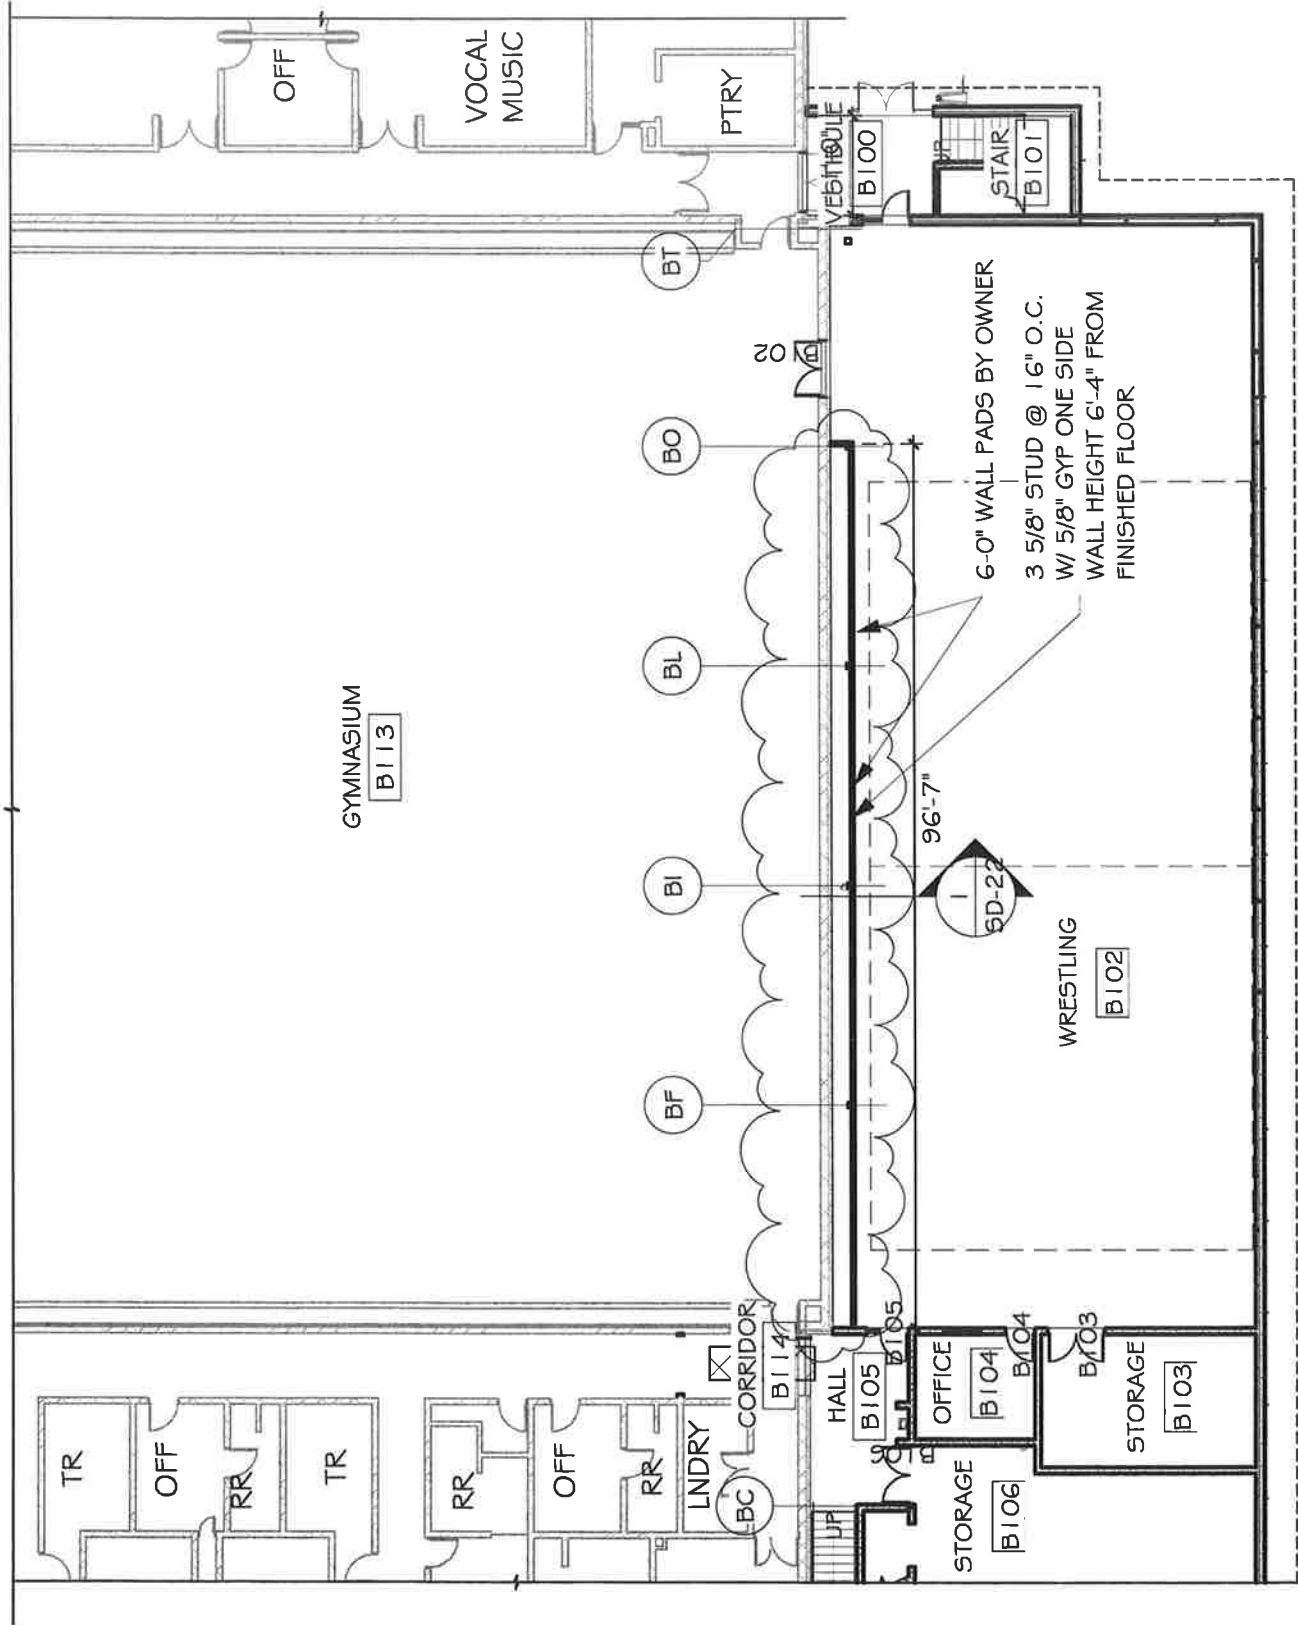 OFF
VOCAL
MUSIC
PTRY
VESTIBULE
B100
UP
STAIR
B101
BT
02
BO
6-0" WALL PADS BY OWNER
3 5/8" STUD @ 16" O.C.
W/ 5/8" GYP ONE SIDE
WALL HEIGHT 6'-4" FROM
FINISHED FLOOR
GYMNASIUM
B113
BL
96'-7"
BI
1
SD-22
WRESTLING
B102
BF
CORRIDOR
B114
HALL
B105
B105
OFFICE
B104
B104
B103
STORAGE
B103
B106
STORAGE
B106
TR
OFF
RR
TR
RR
OFF
RR
LNDRY
BC
UP